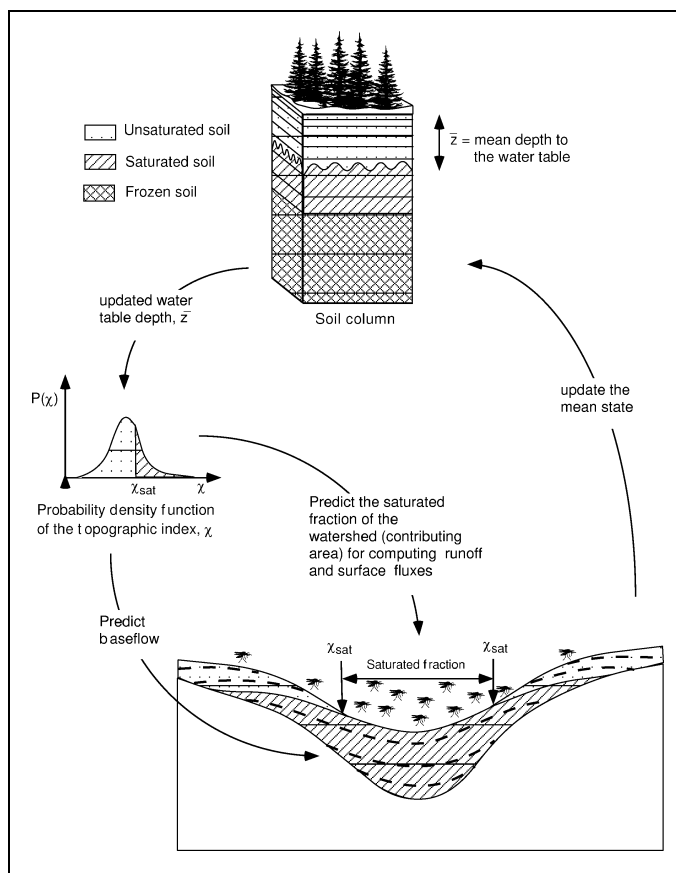 Unsaturated soil
Saturated soil
Frozen soil
z̄ = mean depth to
the water table
Soil column
updated water
table depth, z̄
P(χ)
χsat
χ
Probability density function
of the topographic index, χ
update the
mean state
Predict the saturated
fraction of the
watershed (contributing
area) for computing runoff
and surface fluxes
Predict
baseflow
χsat
Saturated fraction
χsat